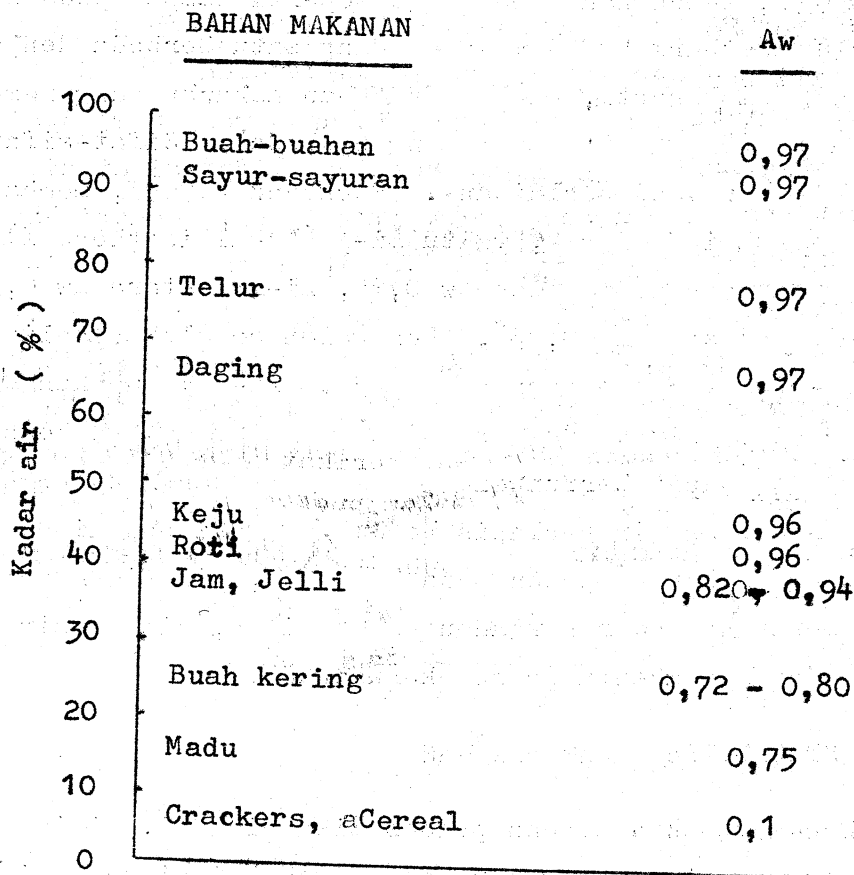 BAHAN MAKANAN Aw
100
Buah-buahan 0,97
90 Sayur-sayuran 0,97
80
Telur 0,97
70
Daging 0,97
60
50
Keju 0,96
40 Roti 0,96
Jam, Jelli 0,820- 0,94
30
Buah kering 0,72 - 0,80
20
Madu 0,75
10
Crackers, aCereal 0,1
0
Kadar air ( % )